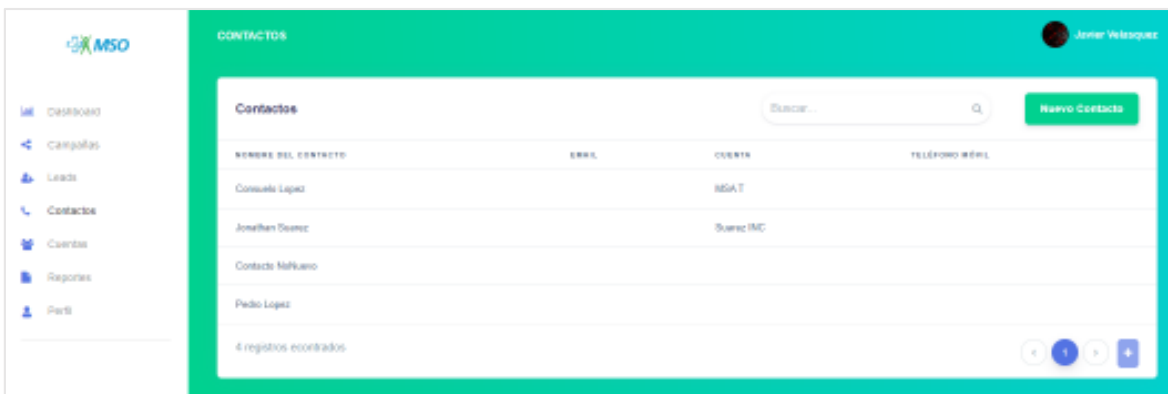 MSO
CONTACTOS
Javier Velasquez
Dashboard
Campañas
Leads
Contactos
Cuentas
Reportes
Perfil
Contactos
Buscar...
Nuevo Contacto
NOMBRE DEL CONTACTO EMAIL CUENTA TELÉFONO MÓVIL
Consuelo Lopez
Jonathan Suarez Suarez INC
Contacto NoNuevo
Pedro Lopez
4 registros econtrados
1